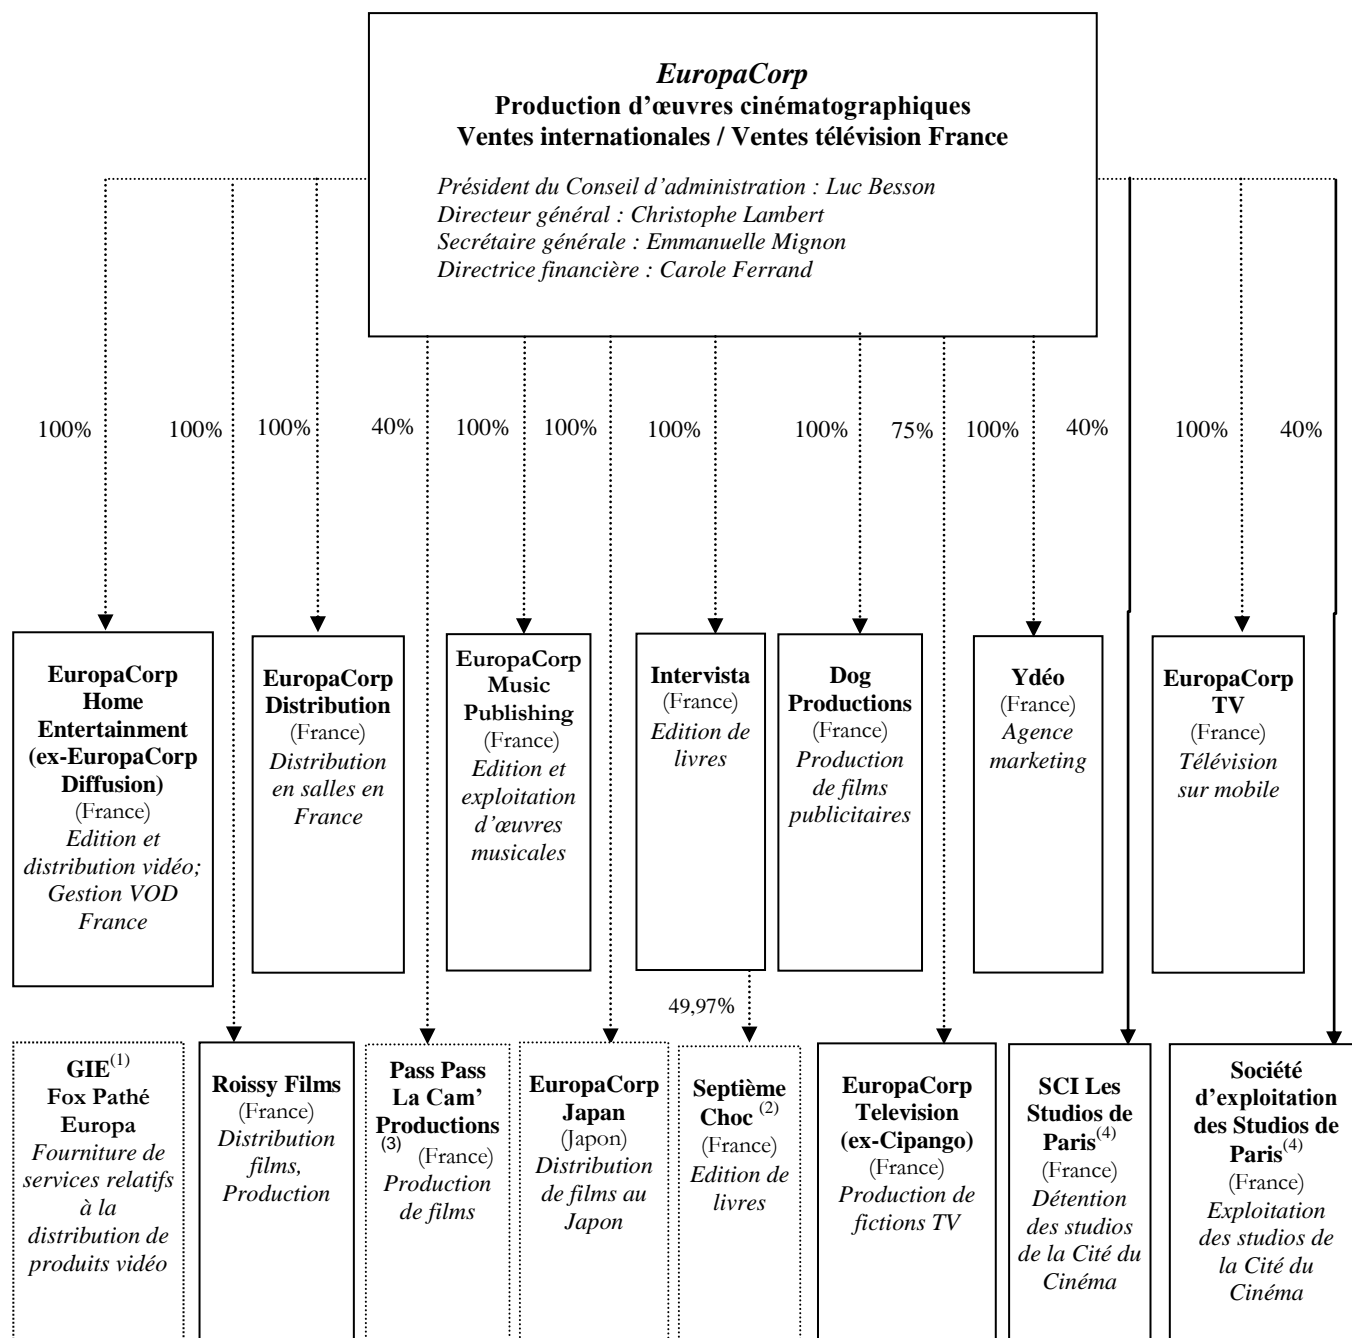 EuropaCorp
Production d’œuvres cinématographiques
Ventes internationales / Ventes télévision France
Président du Conseil d’administration : Luc Besson
Directeur général : Christophe Lambert
Secrétaire générale : Emmanuelle Mignon
Directrice financière : Carole Ferrand
100%
100%
100%
40%
100%
100%
100%
100%
75%
100%
40%
100%
40%
EuropaCorp
Home
Entertainment
(ex-EuropaCorp
Diffusion)
(France)
Edition et
distribution vidéo;
Gestion VOD
France
EuropaCorp
Distribution
(France)
Distribution
en salles en
France
EuropaCorp
Music
Publishing
(France)
Edition et
exploitation
d’œuvres
musicales
Intervista
(France)
Edition de
livres
Dog
Productions
(France)
Production
de films
publicitaires
Ydéo
(France)
Agence
marketing
EuropaCorp
TV
(France)
Télévision
sur mobile
49,97%
GIE(1)
Fox Pathé
Europa
Fourniture de
services relatifs
à la
distribution de
produits vidéo
Roissy Films
(France)
Distribution
films,
Production
Pass Pass
La Cam’
Productions
(3) (France)
Production
de films
EuropaCorp
Japan
(Japon)
Distribution
de films au
Japon
Septième
Choc (2)
(France)
Edition de
livres
EuropaCorp
Television
(ex-Cipango)
(France)
Production de
fictions TV
SCI Les
Studios de
Paris(4)
(France)
Détention
des studios
de la Cité du
Cinéma
Société
d’exploitation
des Studios de
Paris(4)
(France)
Exploitation
des studios de
la Cité du
Cinéma